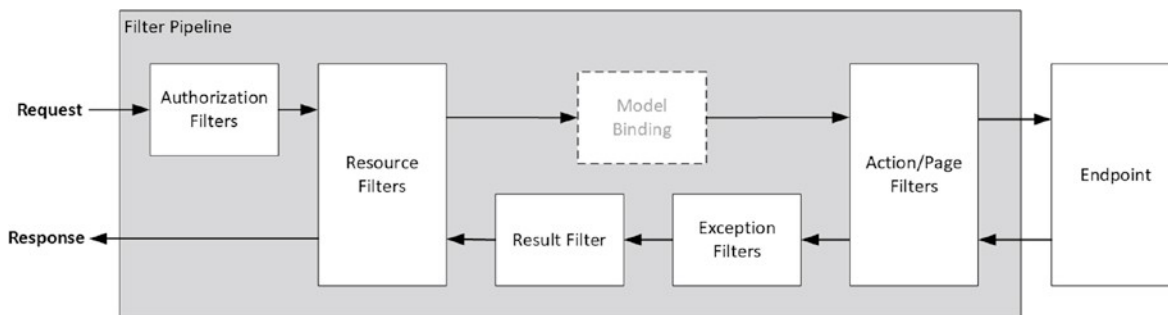 Filter Pipeline
Request
Authorization
Filters
Resource
Filters
Model
Binding
Action/Page
Filters
Endpoint
Response
Result Filter
Exception
Filters